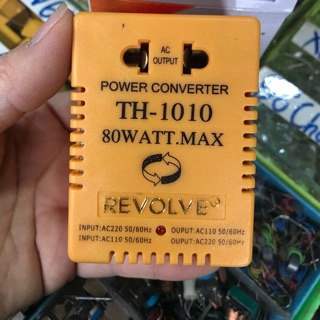 AC
OUTPUT
POWER CONVERTER
TH-1010
80WATT.MAX
REVOLVE
INPUT:AC220 50/60Hz OUPUT:AC110 50/60Hz
INPUT:AC110 50/60Hz OUPUT:AC220 50/60Hz